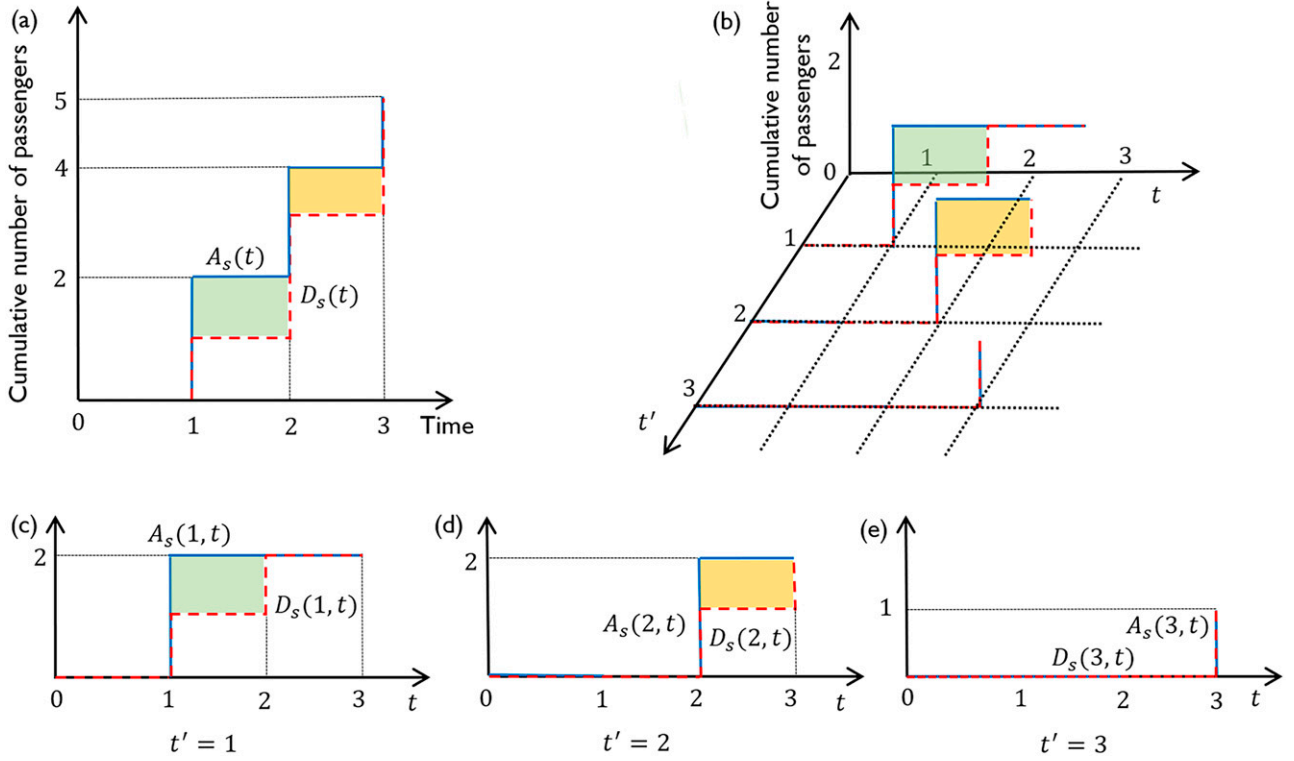 (a)
Cumulative number of passengers
5
4
2
A_s(t)
D_s(t)
0
1
2
3
Time
(b)
Cumulative number
of passengers
2
0
1
2
3
t
1
2
3
t′
(c)
2
A_s(1, t)
D_s(1, t)
0
1
2
3
t
t′ = 1
(d)
2
A_s(2, t)
D_s(2, t)
0
1
2
3
t
t′ = 2
(e)
1
A_s(3, t)
D_s(3, t)
0
1
2
3
t
t′ = 3